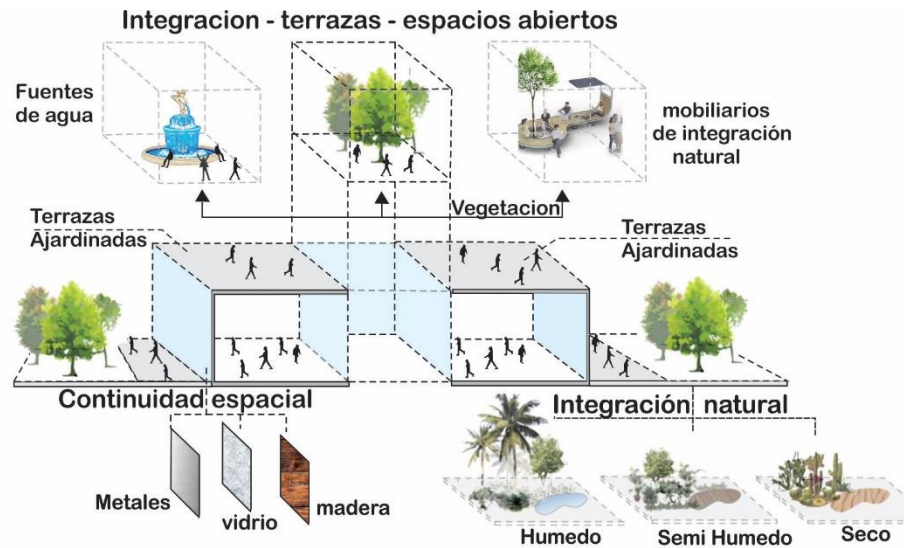 Integracion - terrazas - espacios abiertos
Fuentes
de agua
mobiliarios
de integración
natural
Vegetacion
Terrazas
Ajardinadas
Terrazas
Ajardinadas
Continuidad espacial
Integración natural
Metales
vidrio
madera
Humedo
Semi Humedo
Seco